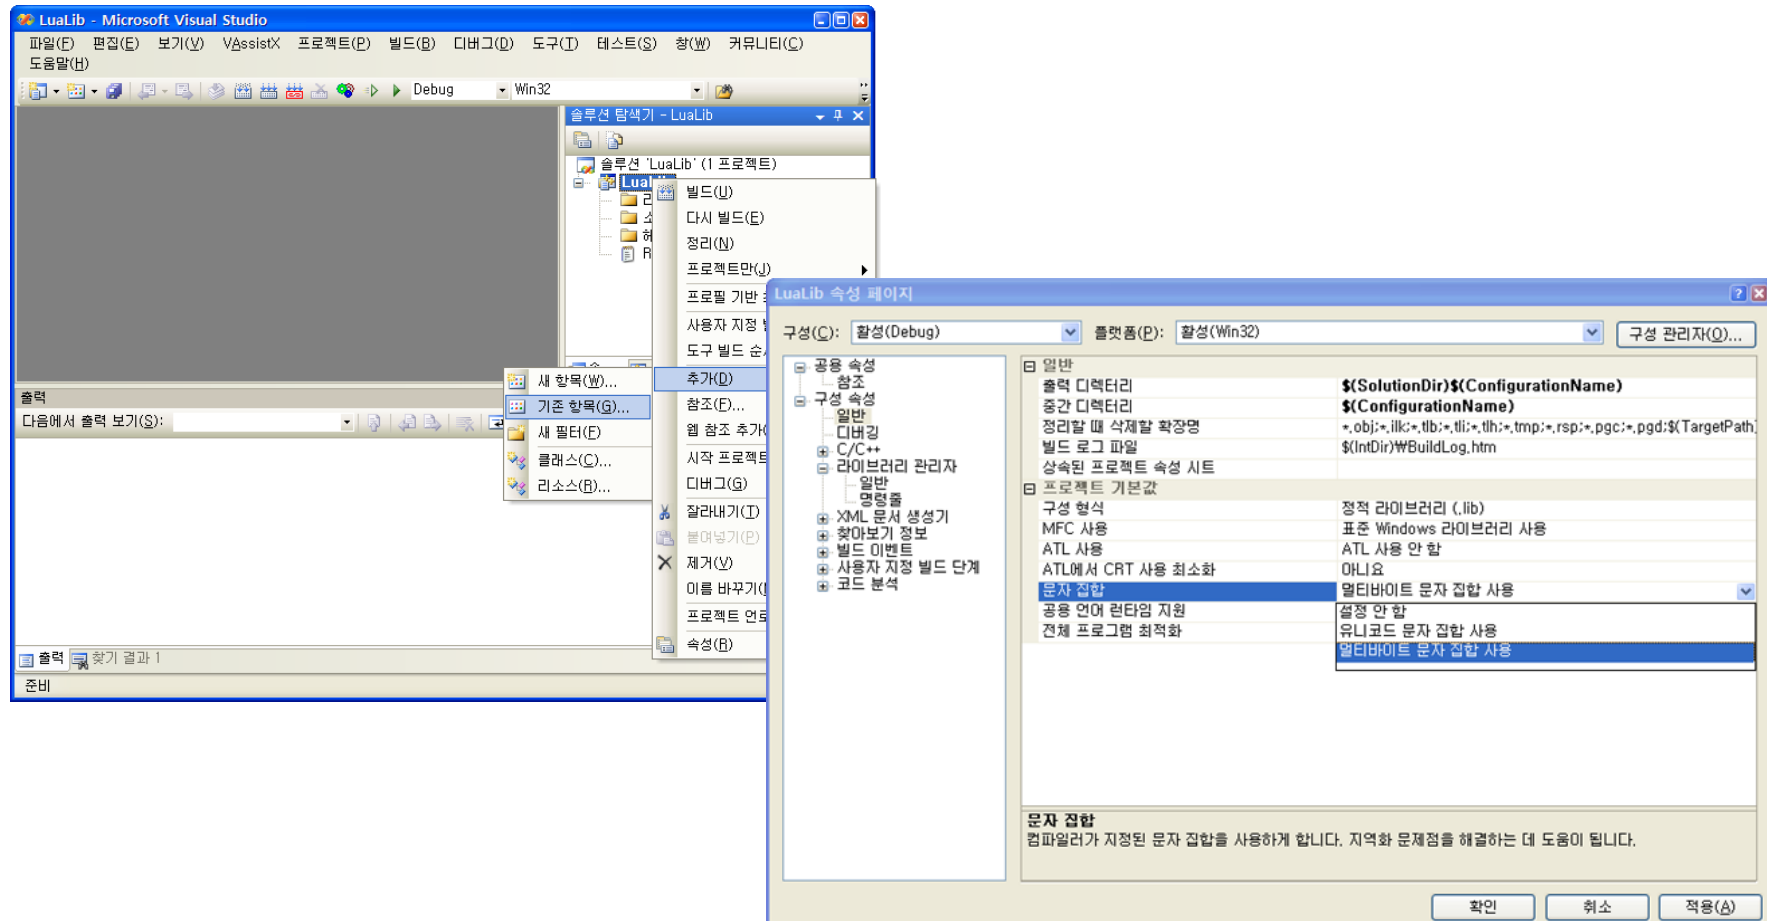 LuaLib - Microsoft Visual Studio
파일(F) 편집(E) 보기(V) VAssistX 프로젝트(P) 빌드(B) 디버그(D) 도구(T) 테스트(S) 창(W) 커뮤니티(C)
도움말(H)
Debug Win32
솔루션 탐색기 - LuaLib
솔루션 'LuaLib' (1 프로젝트)
빌드(U)
다시 빌드(E)
정리(N)
프로젝트만(J)
프로필 기반
사용자 지정
도구 빌드 순
추가(D)
참조(F)...
웹 참조 추가
시작 프로젝트
디버그(G)
잘라내기(T)
붙여넣기(P)
제거(V)
이름 바꾸기
프로젝트 언로
속성(R)
새 항목(W)...
기존 항목(G)...
새 필터(F)
클래스(C)...
리소스(R)...
출력
다음에서 출력 보기(S):
출력 찾기 결과 1
준비
LuaLib 속성 페이지
구성(C): 활성(Debug) 플랫폼(P): 활성(Win32) 구성 관리자(O)...
공용 속성
참조
구성 속성
일반
디버깅
C/C++
라이브러리 관리자
일반
명령줄
XML 문서 생성기
찾아보기 정보
빌드 이벤트
사용자 지정 빌드 단계
코드 분석
일반
출력 디렉터리 $(SolutionDir)$(ConfigurationName)
중간 디렉터리 $(ConfigurationName)
정리할 때 삭제할 확장명 *.obj;*.ilk;*.tlb;*.tli;*.tlh;*.tmp;*.rsp;*.pgc;*.pgd;$(TargetPath)
빌드 로그 파일 $(IntDir)₩BuildLog.htm
상속된 프로젝트 속성 시트
프로젝트 기본값
구성 형식 정적 라이브러리 (.lib)
MFC 사용 표준 Windows 라이브러리 사용
ATL 사용 ATL 사용 안 함
ATL에서 CRT 사용 최소화 아니요
문자 집합 멀티바이트 문자 집합 사용
공용 언어 런타임 지원 설정 안 함
유니코드 문자 집합 사용
전체 프로그램 최적화 멀티바이트 문자 집합 사용
문자 집합
컴파일러가 지정된 문자 집합을 사용하게 합니다. 지역화 문제점을 해결하는 데 도움이 됩니다.
확인 취소 적용(A)